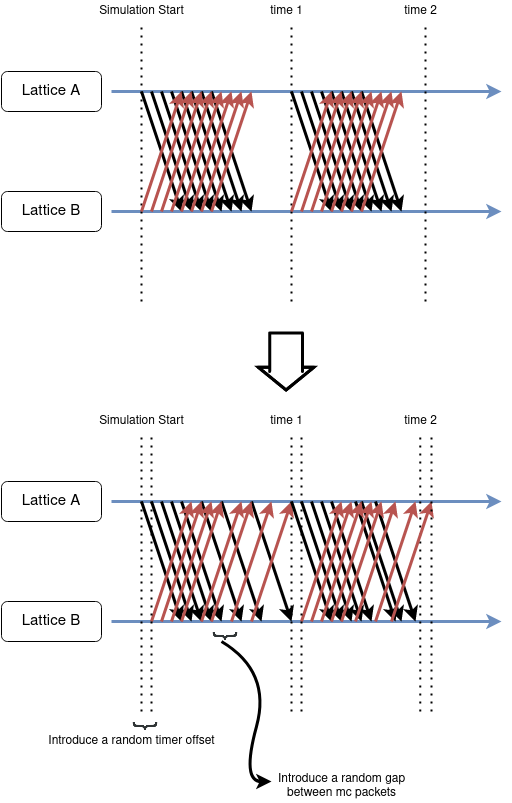 Simulation Start time 1 time 2
Lattice A
Lattice B
Simulation Start time 1 time 2
Lattice A
Lattice B
Introduce a random timer offset
Introduce a random gap
between mc packets